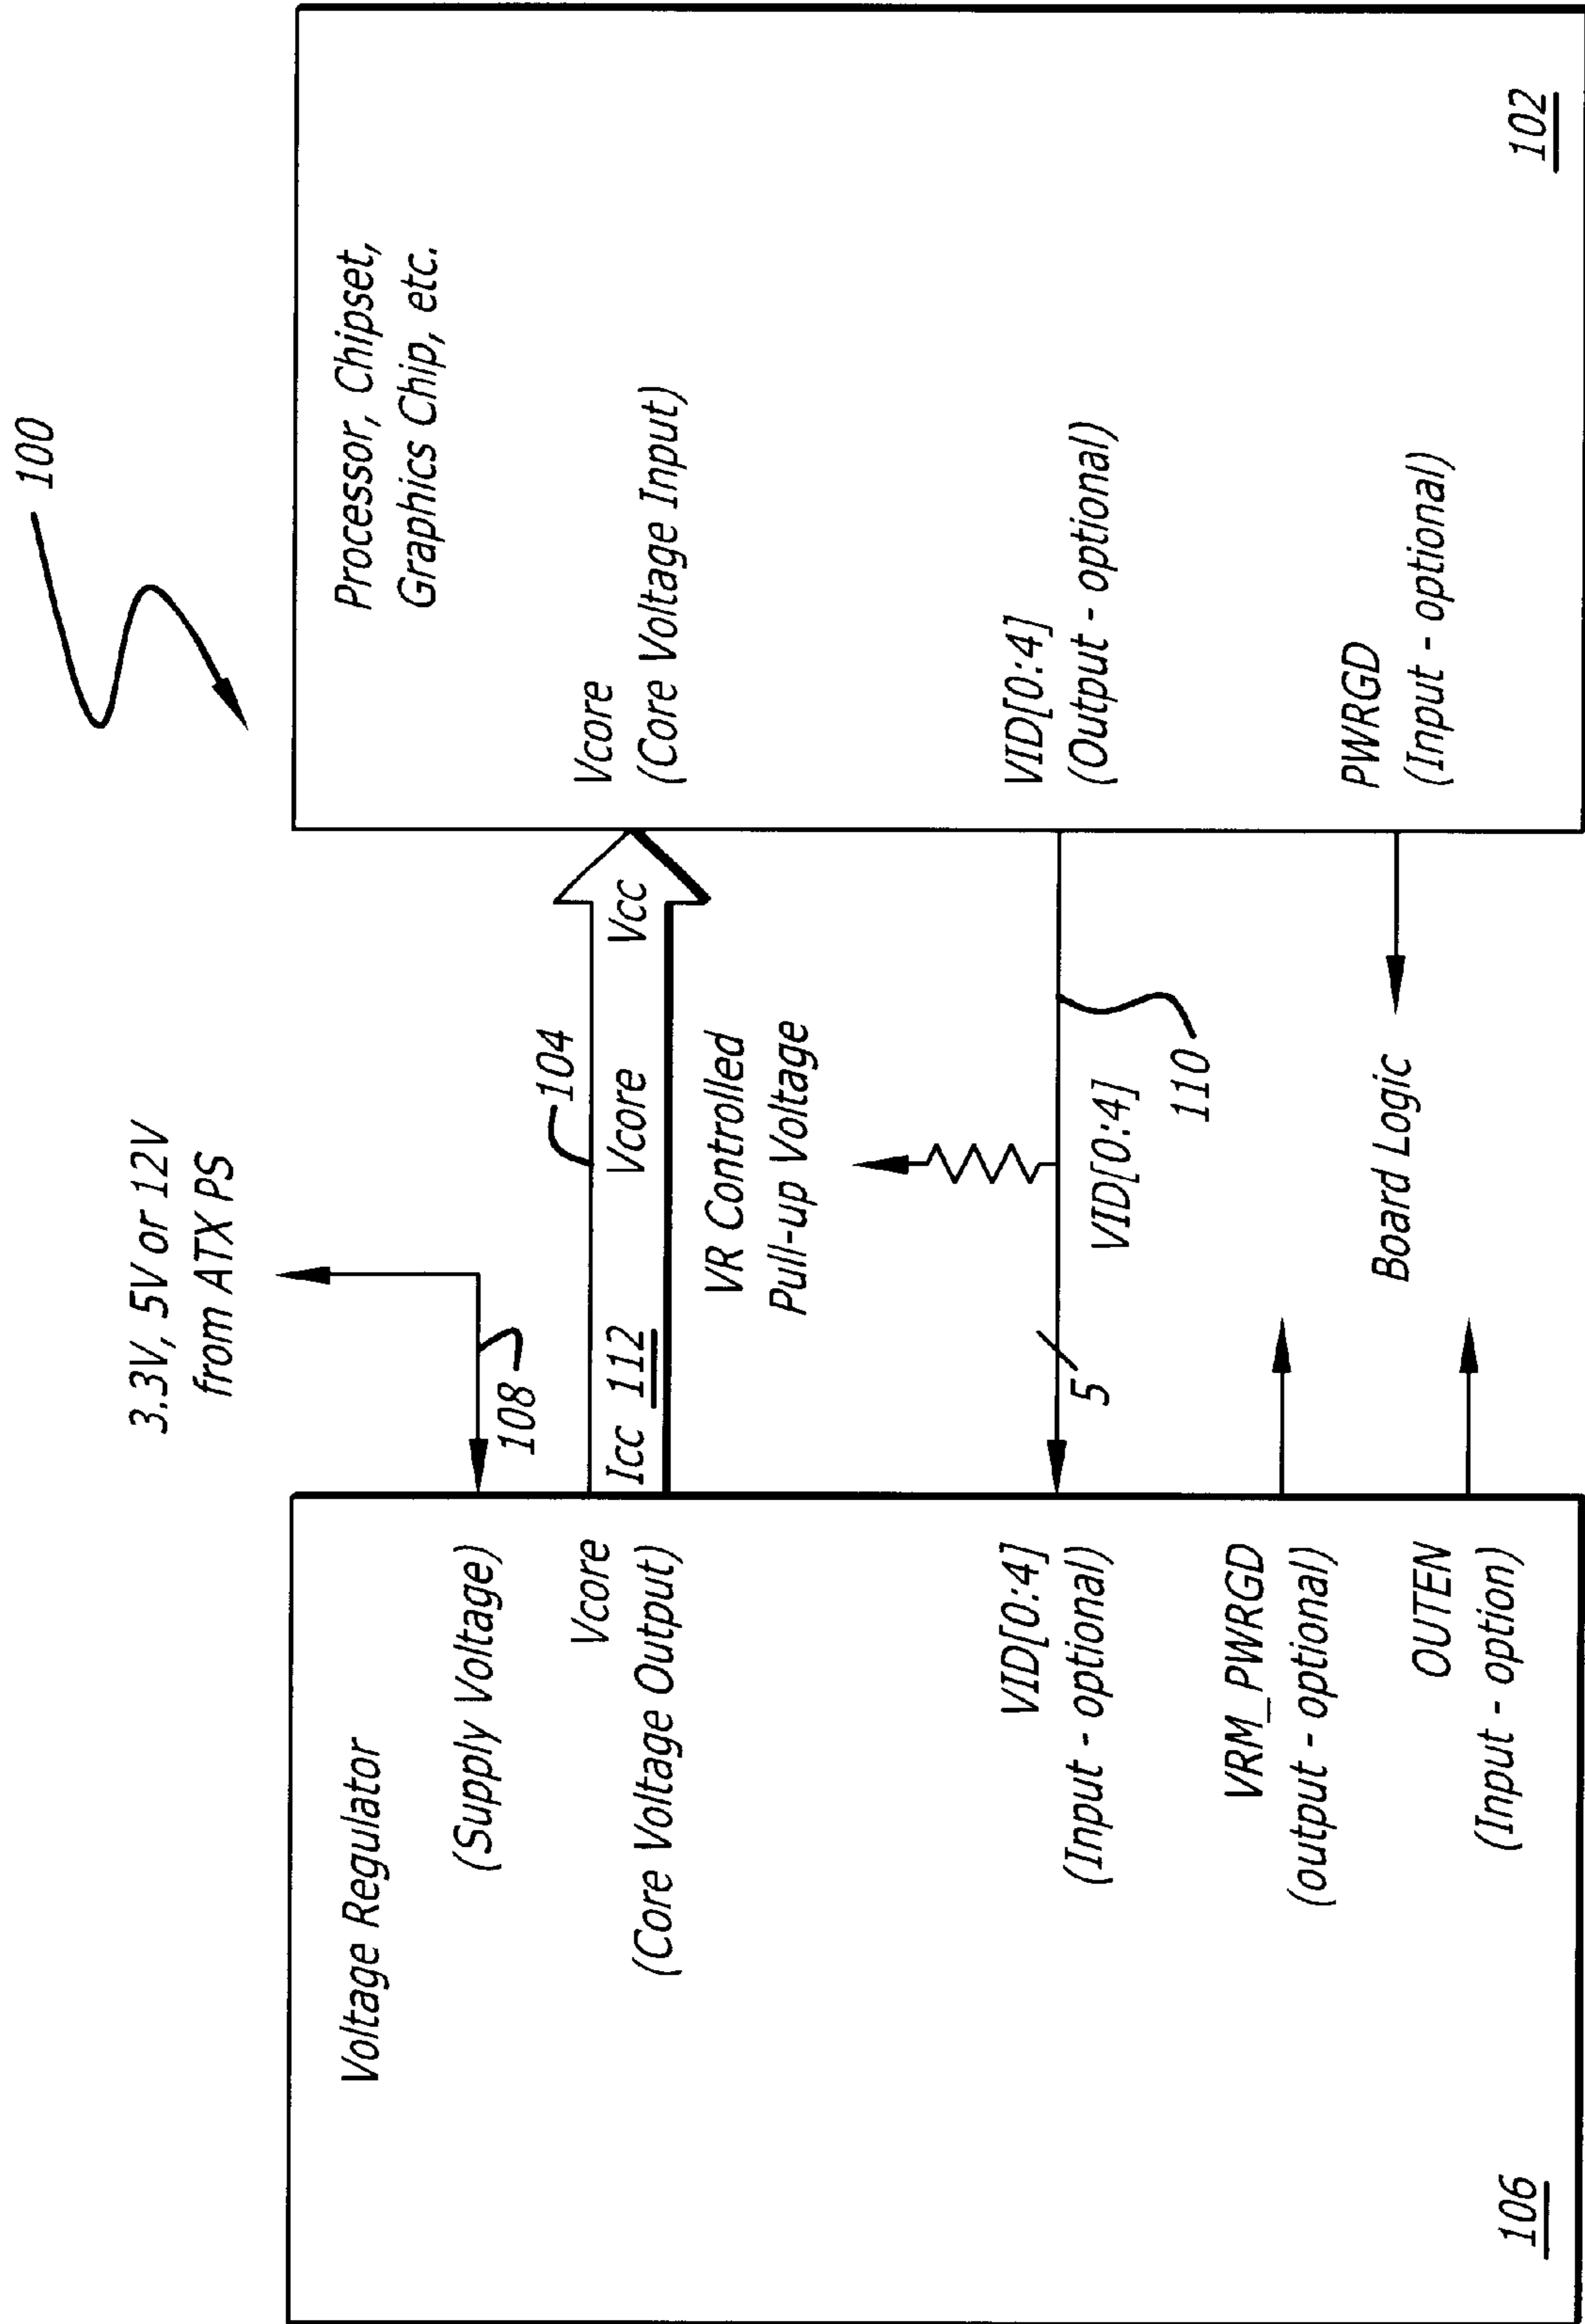 100
3.3V, 5V or 12V
from ATX PS
Voltage Regulator
(Supply Voltage)
Vcore
(Core Voltage Output)
VID[0:4]
(Input - optional)
VRM_PWRGD
(output - optional)
OUTEN
(Input - option)
106
108
104
Icc 112 Vcore Vcc
VR Controlled
Pull-up Voltage
5
VID[0:4]
110
Board Logic
Processor, Chipset,
Graphics Chip, etc.
Vcore
(Core Voltage Input)
VID[0:4]
(Output - optional)
PWRGD
(Input - optional)
102